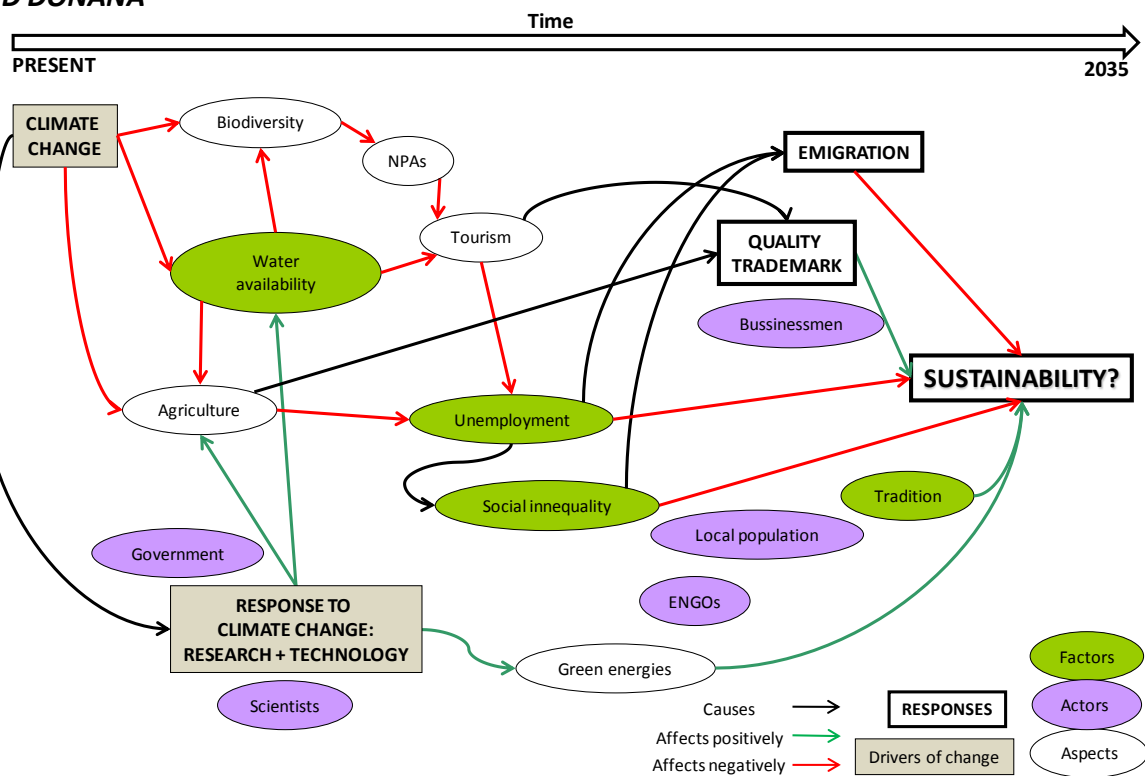 D DOÑANA
Time
PRESENT
2035
CLIMATE
CHANGE
Biodiversity
NPAs
EMIGRATION
Tourism
QUALITY
TRADEMARK
Water
availability
Bussinessmen
SUSTAINABILITY?
Agriculture
Unemployment
Social innequality
Tradition
Local population
Government
ENGOs
RESPONSE TO
CLIMATE CHANGE:
RESEARCH + TECHNOLOGY
Green energies
Scientists
Factors
Causes
RESPONSES
Actors
Affects positively
Drivers of change
Aspects
Affects negatively